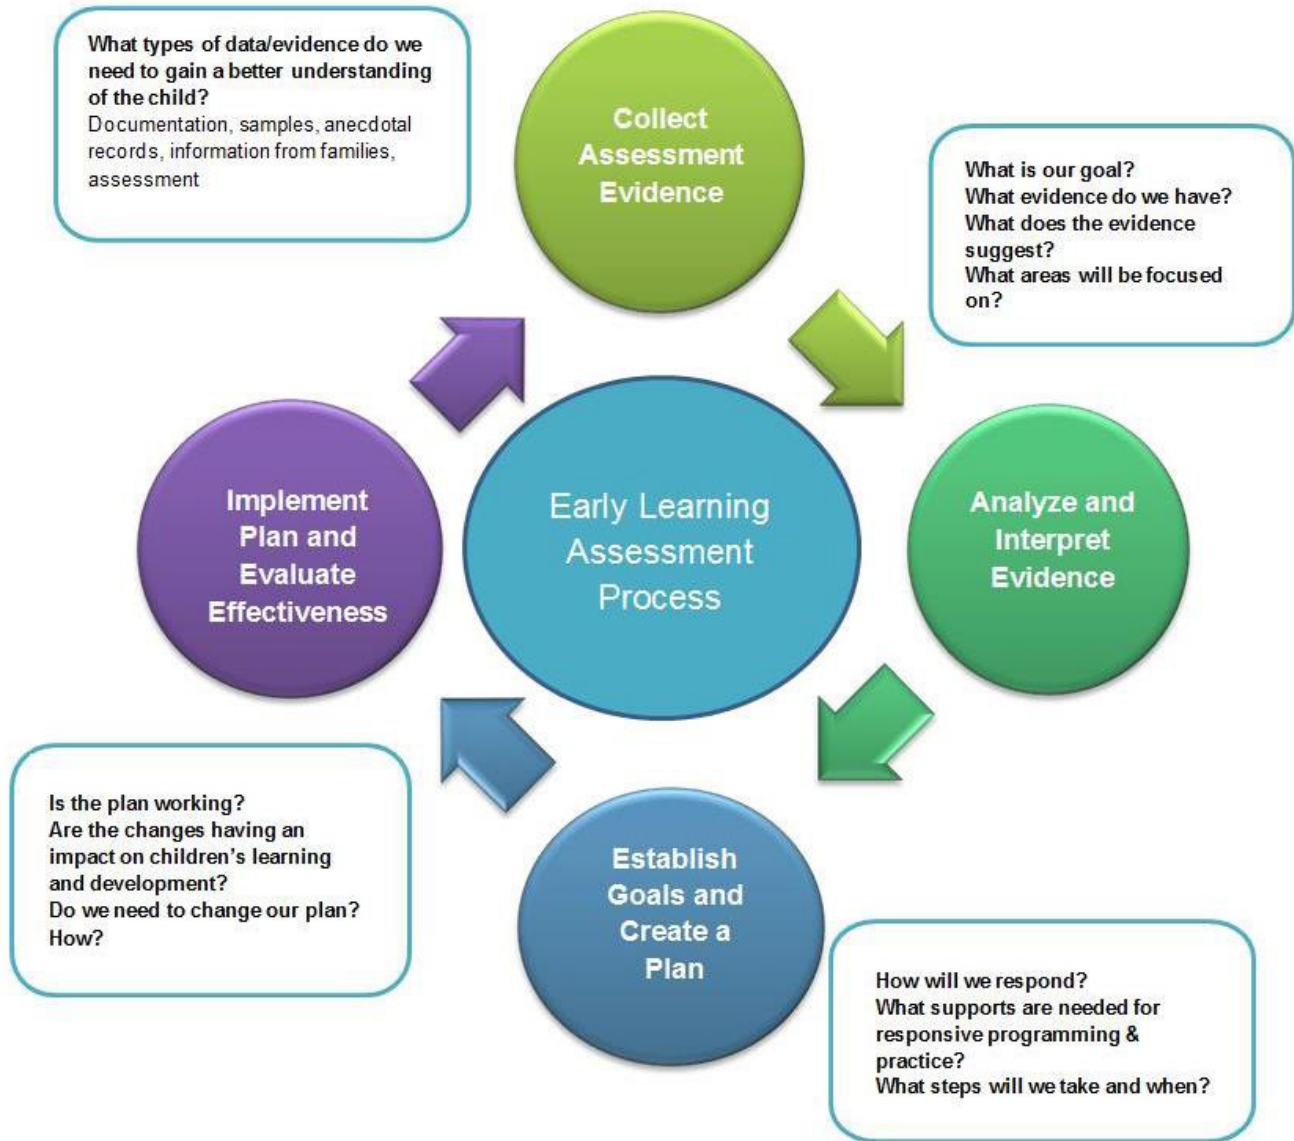 What types of data/evidence do we
need to gain a better understanding
of the child?
Documentation, samples, anecdotal
records, information from families,
assessment
Collect
Assessment
Evidence
What is our goal?
What evidence do we have?
What does the evidence
suggest?
What areas will be focused
on?
Implement
Plan and
Evaluate
Effectiveness
Early Learning
Assessment
Process
Analyze and
Interpret
Evidence
Is the plan working?
Are the changes having an
impact on children's learning
and development?
Do we need to change our plan?
How?
Establish
Goals and
Create a
Plan
How will we respond?
What supports are needed for
responsive programming &
practice?
What steps will we take and when?